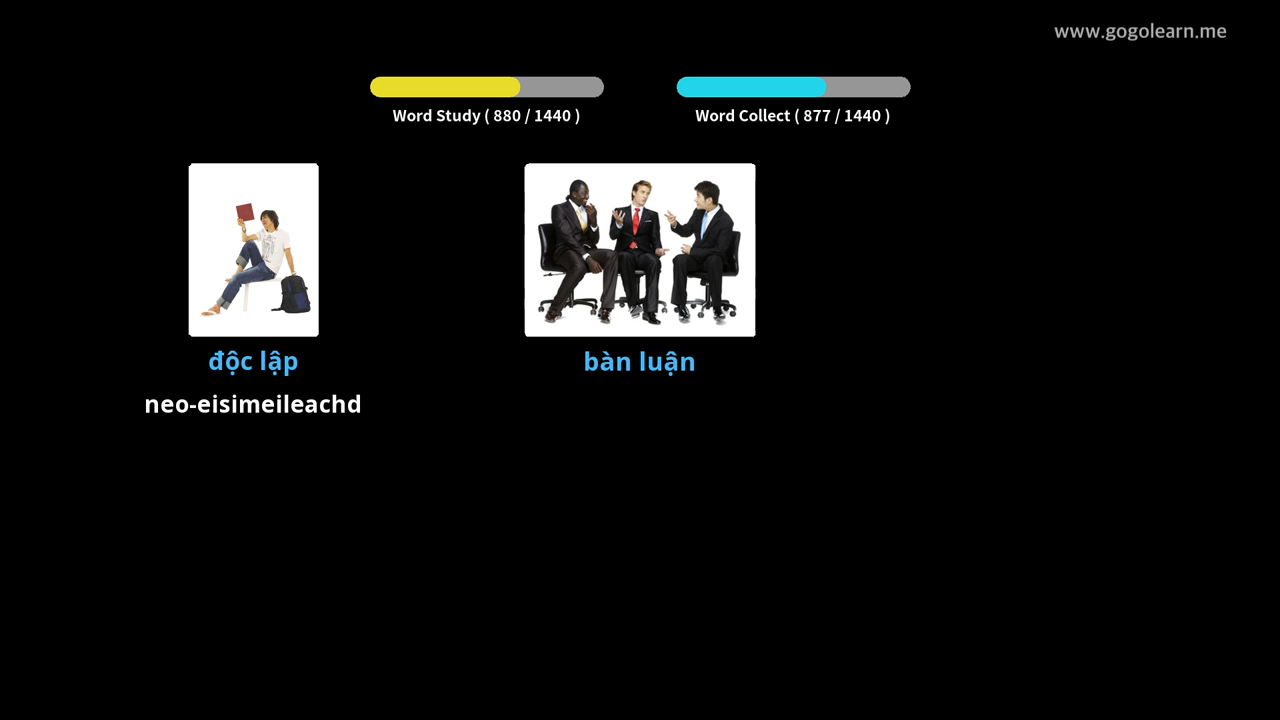 www.gogolearn.me
Word Study ( 880 / 1440 )
Word Collect ( 877 / 1440 )
độc lập
bàn luận
neo-eisimeileachd